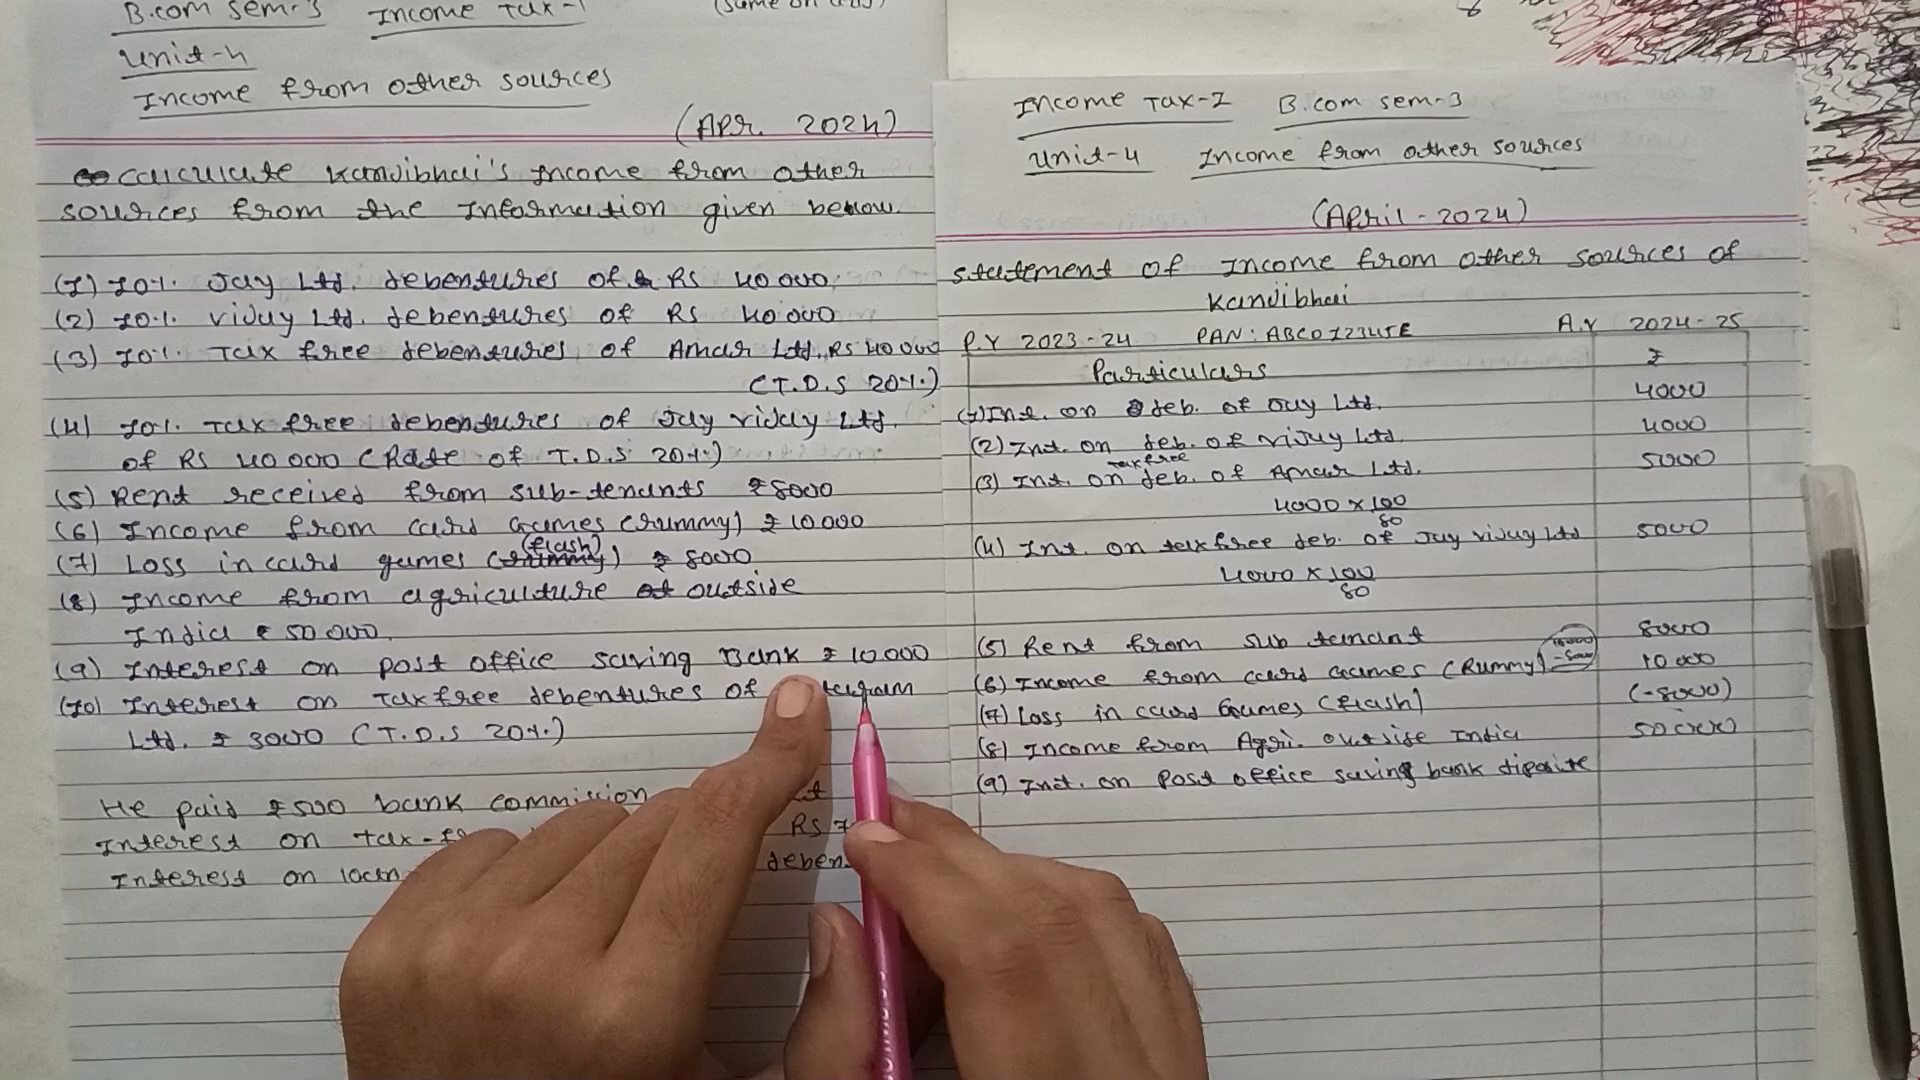 B.com sem-3 Income Tax-1
Unit-4
Income from other sources
(Apr. 2024)
calculate Kanjibhai's Income from other
sources from the Information given below.
(1) 10% Jay Ltd. debentures of Rs 40000.
(2) 10% Vijay Ltd. debentures of Rs 40000
(3) 10% Tax free debentures of Amar Ltd. Rs 40000
(T.D.S 20%)
(4) 10% Tax free debentures of Jay Vijay Ltd.
of Rs 40000 (Rate of T.D.S 20%)
(5) Rent received from sub-tenants ₹8000
(6) Income from card Games (rummy) ₹ 10000
(7) Loss in card games (flash) ₹ 8000
(8) Income from agriculture outside
India ₹ 50000.
(9) Interest on post office saving Bank ₹ 10000
(10) Interest on Taxfree debentures of
Ltd. ₹ 3000 (T.D.S 20%)
He paid ₹500 bank commission
Interest on tax-
Interest on loan
Rs
Income Tax-1 B.com sem-3
Unit-4 Income from other sources
(April-2024)
Statement of Income from other sources of
Kanjibhai
P.Y 2023-24 PAN: ABCD12345E A.Y 2024-25
Particulars ₹
(1) Int. on deb. of Jay Ltd. 4000
(2) Int. on deb. of Vijay Ltd. 4000
(3) Int. on tax free deb. of Amar Ltd. 5000
4000 x 100
80
(4) Int. on tax free deb. of Jay Vijay Ltd 5000
4000 x 100
80
(5) Rent from sub tanant 8000
(6) Income from card Games (Rummy) 10000
(7) Loss in card Games (flash) (-8000)
(8) Income from Agri. outside India 50000
(9) Int. on Post office saving bank diposite